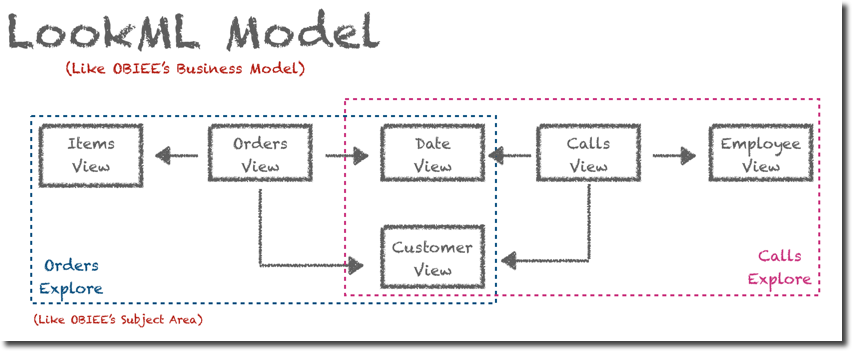 LookML Model
(Like OBIEE's Business Model)
Items
View
Orders
View
Date
View
Calls
View
Employee
View
Customer
View
Orders
Explore
Calls
Explore
(Like OBIEE's Subject Area)